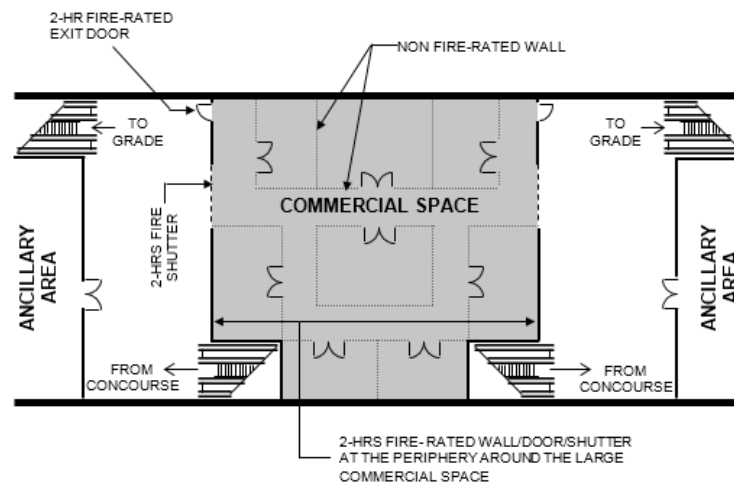 2-HR FIRE-RATED
EXIT DOOR
NON FIRE-RATED WALL
TO
GRADE
TO
GRADE
COMMERCIAL SPACE
2-HRS FIRE
SHUTTER
ANCILLARY
AREA
ANCILLARY
AREA
FROM
CONCOURSE
FROM
CONCOURSE
2-HRS FIRE- RATED WALL/DOOR/SHUTTER
AT THE PERIPHERY AROUND THE LARGE
COMMERCIAL SPACE